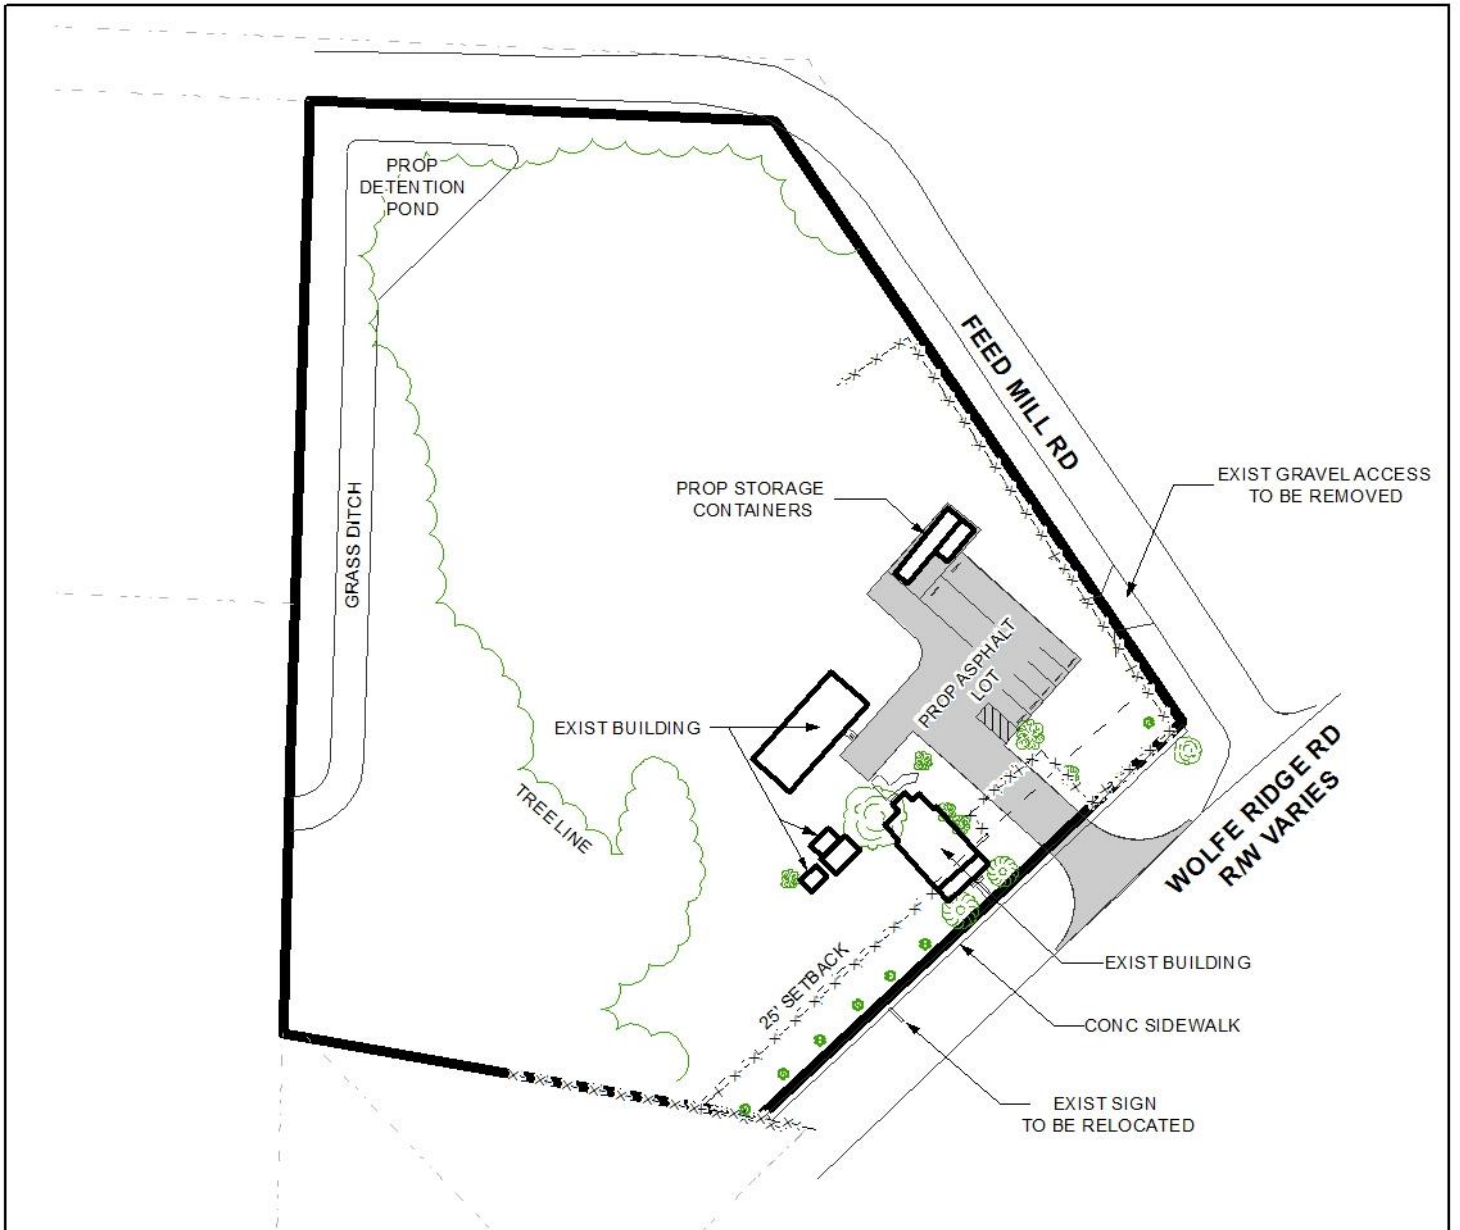 PROP
DETENTION
POND
FEED MILL RD
PROP STORAGE
CONTAINERS
EXIST GRAVEL ACCESS
TO BE REMOVED
GRASS DITCH
PROP ASPHALT
LOT
EXIST BUILDING
TREE LINE
WOLFE RIDGE RD
R/W VARIES
25' SETBACK
EXIST BUILDING
CONC SIDEWALK
EXIST SIGN
TO BE RELOCATED